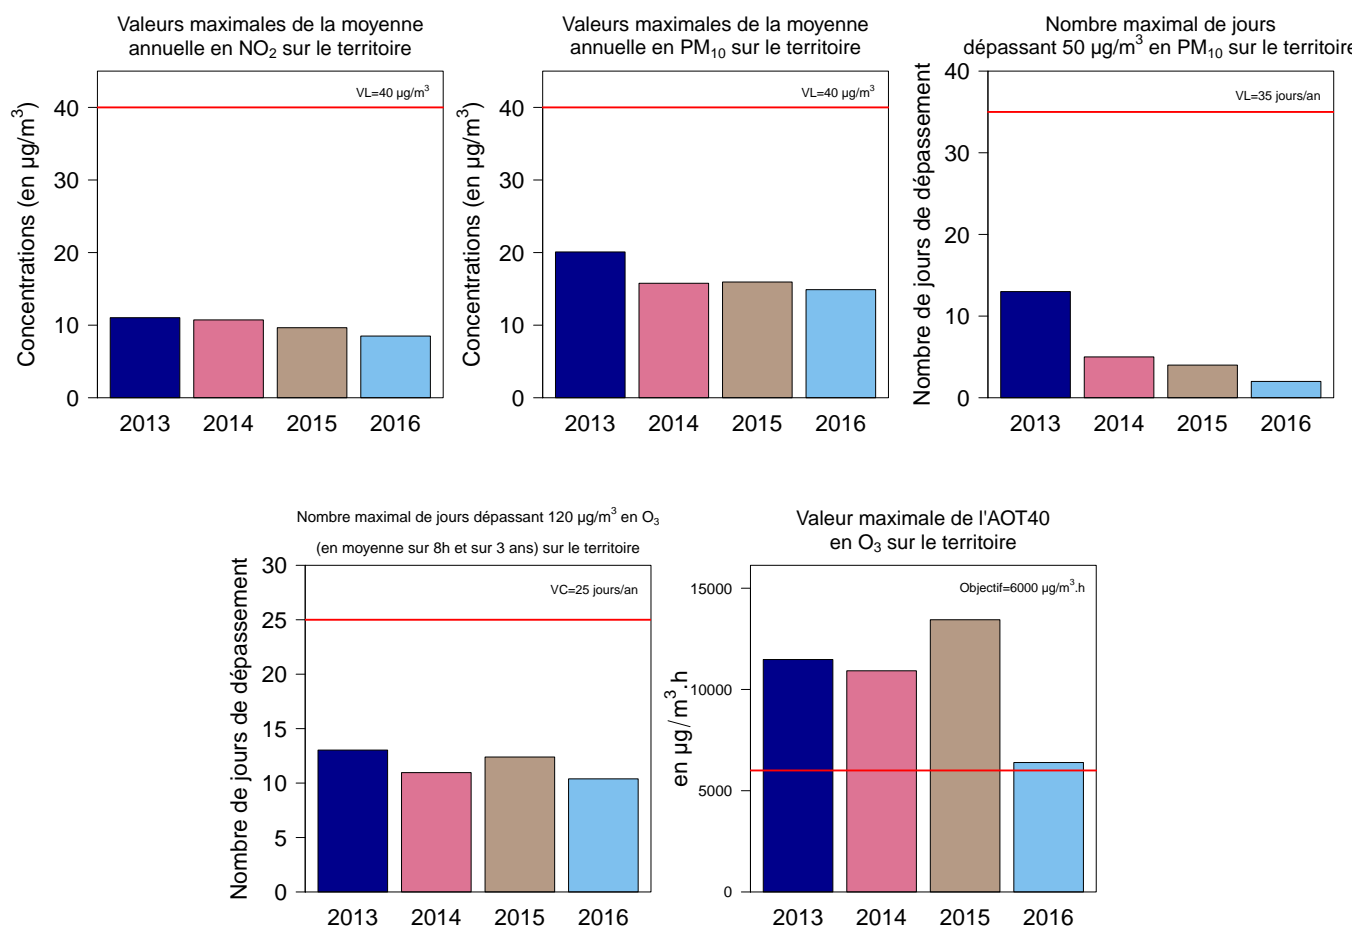 Valeurs maximales de la moyenne
annuelle en NO₂ sur le territoire
Concentrations (en µg/m³)
VL=40 µg/m³
40
30
20
10
0
2013 2014 2015 2016
Valeurs maximales de la moyenne
annuelle en PM₁₀ sur le territoire
Concentrations (en µg/m³)
VL=40 µg/m³
40
30
20
10
0
2013 2014 2015 2016
Nombre maximal de jours
dépassant 50 µg/m³ en PM₁₀ sur le territoire
Nombre de jours de dépassement
VL=35 jours/an
40
30
20
10
0
2013 2014 2015 2016
Nombre maximal de jours dépassant 120 µg/m³ en O₃
(en moyenne sur 8h et sur 3 ans) sur le territoire
Nombre de jours de dépassement
VC=25 jours/an
30
25
20
15
10
5
0
2013 2014 2015 2016
Valeur maximale de l'AOT40
en O₃ sur le territoire
en µg/m³.h
Objectif=6000 µg/m³.h
15000
10000
5000
0
2013 2014 2015 2016